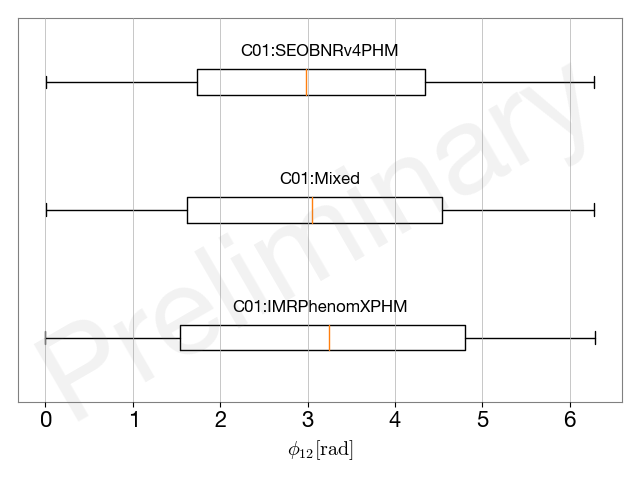 C01:SEOBNRv4PHM
C01:Mixed
C01:IMRPhenomXPHM
Preliminary
0 1 2 3 4 5 6
ϕ₁₂[rad]